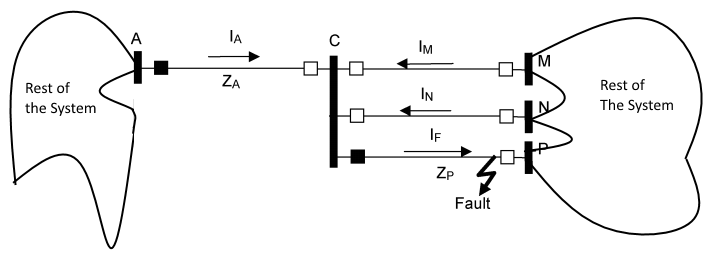 A
I_A
Z_A
C
I_M
M
I_N
N
I_F
P
Z_P
Fault
Rest of
the System
Rest of
The System